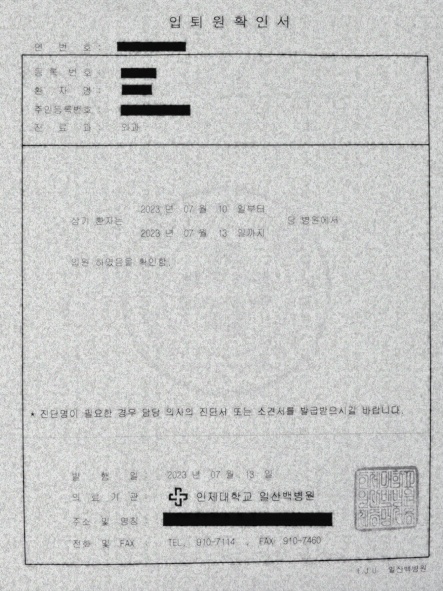 입퇴원확인서
연 번 호 :
등 록 번 호 :
환 자 명 :
주민등록번호 :
진 료 과 : 외과
2023 년 07 월 10 일부터
상기 환자는 당 병원에서
2023 년 07 월 13 일까지
입원 하였음을 확인함.
* 진단명이 필요한 경우 담당 의사의 진단서 또는 소견서를 발급받으시길 바랍니다.
발 행 일 : 2023 년 07 월 13 일
의 료 기 관 : 인제대학교 일산백병원
주소 및 명칭 :
전화 및 FAX : TEL. 910-7114 , FAX 910-7460
일산백병원